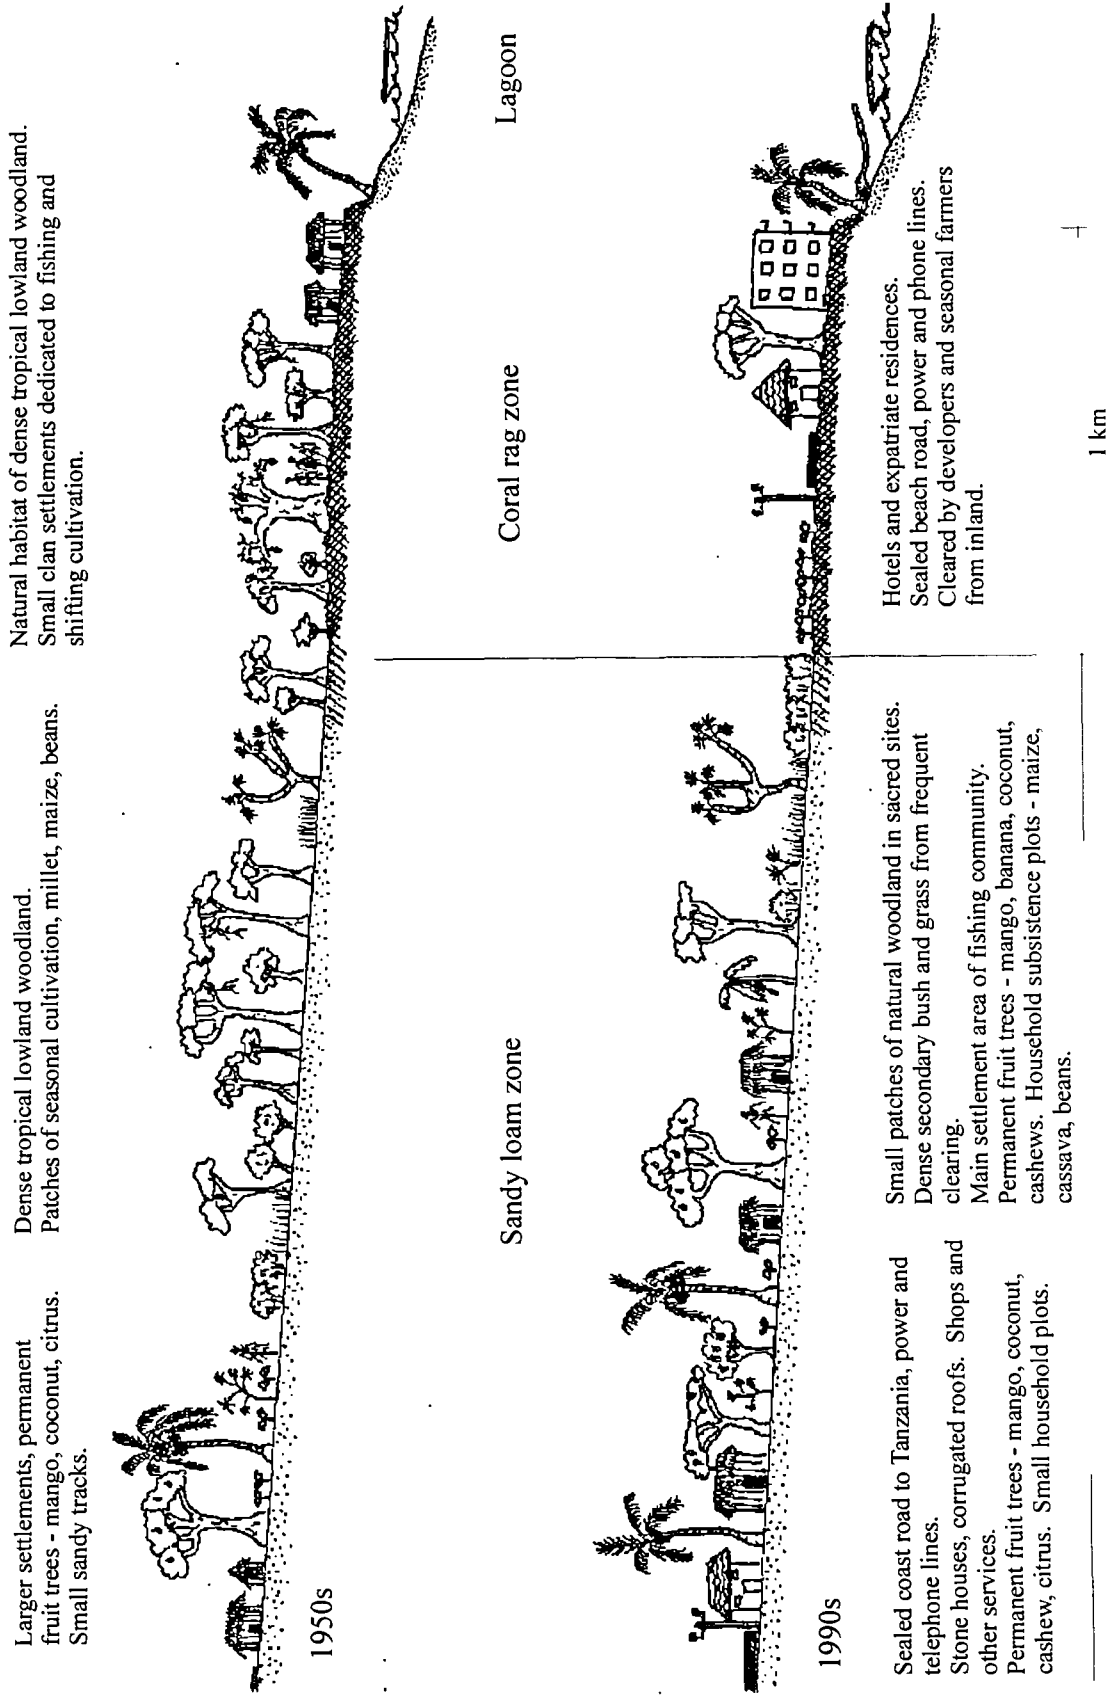 Larger settlements, permanent
fruit trees - mango, coconut, citrus.
Small sandy tracks.
Dense tropical lowland woodland.
Patches of seasonal cultivation, millet, maize, beans.
Natural habitat of dense tropical lowland woodland.
Small clan settlements dedicated to fishing and
shifting cultivation.
1950s
Sandy loam zone
Coral rag zone
Lagoon
1990s
Sealed coast road to Tanzania, power and
telephone lines.
Stone houses, corrugated roofs. Shops and
other services.
Permanent fruit trees - mango, coconut,
cashew, citrus. Small household plots.
Small patches of natural woodland in sacred sites.
Dense secondary bush and grass from frequent
clearing.
Main settlement area of fishing community.
Permanent fruit trees - mango, banana, coconut,
cashews. Household subsistence plots - maize,
cassava, beans.
Hotels and expatriate residences.
Sealed beach road, power and phone lines.
Cleared by developers and seasonal farmers
from inland.
1 km